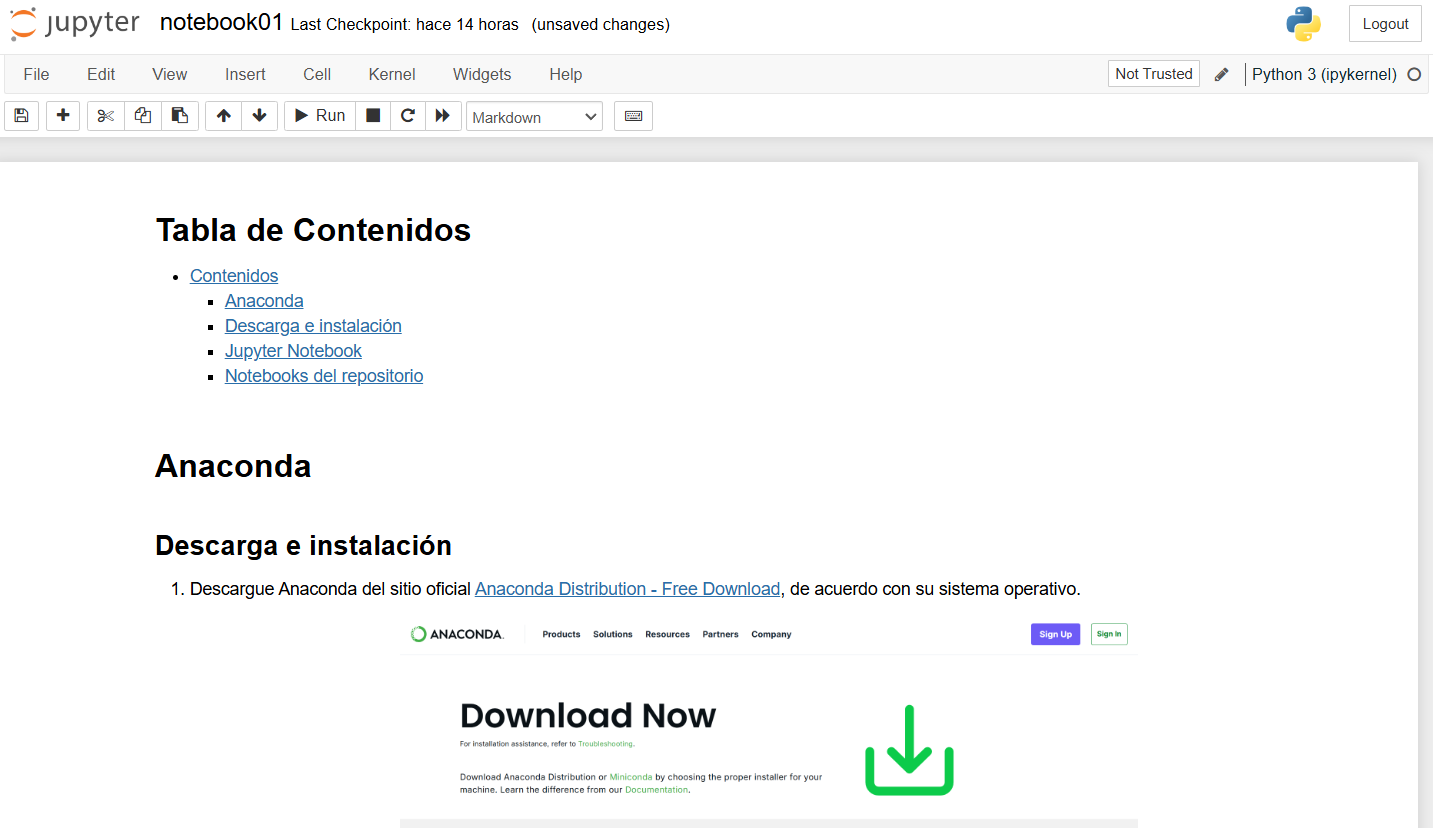 jupyter notebook01 Last Checkpoint: hace 14 horas (unsaved changes) Logout
File Edit View Insert Cell Kernel Widgets Help Not Trusted Python 3 (ipykernel)
Run Markdown
Tabla de Contenidos
Contenidos
Anaconda
Descarga e instalación
Jupyter Notebook
Notebooks del repositorio
Anaconda
Descarga e instalación
1. Descargue Anaconda del sitio oficial Anaconda Distribution - Free Download, de acuerdo con su sistema operativo.
ANACONDA. Products Solutions Resources Partners Company Sign Up Sign In
Download Now
For installation assistance, refer to Troubleshooting.
Download Anaconda Distribution or Miniconda by choosing the proper installer for your
machine. Learn the difference from our Documentation.